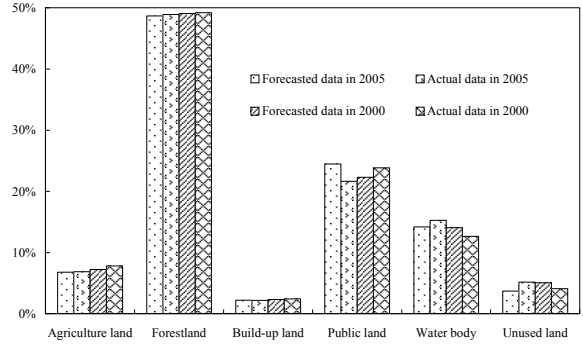 50%
40%
30%
20%
10%
0%
Forecasted data in 2005 Actual data in 2005
Forecasted data in 2000 Actual data in 2000
Agriculture land Forestland Build-up land Public land Water body Unused land